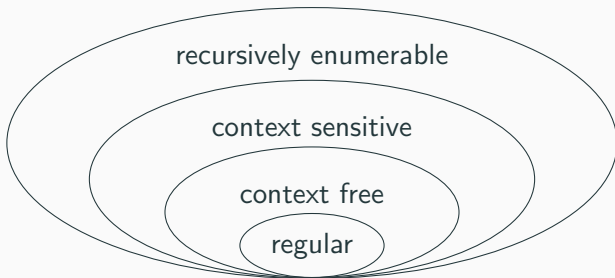 recursively enumerable
context sensitive
context free
regular